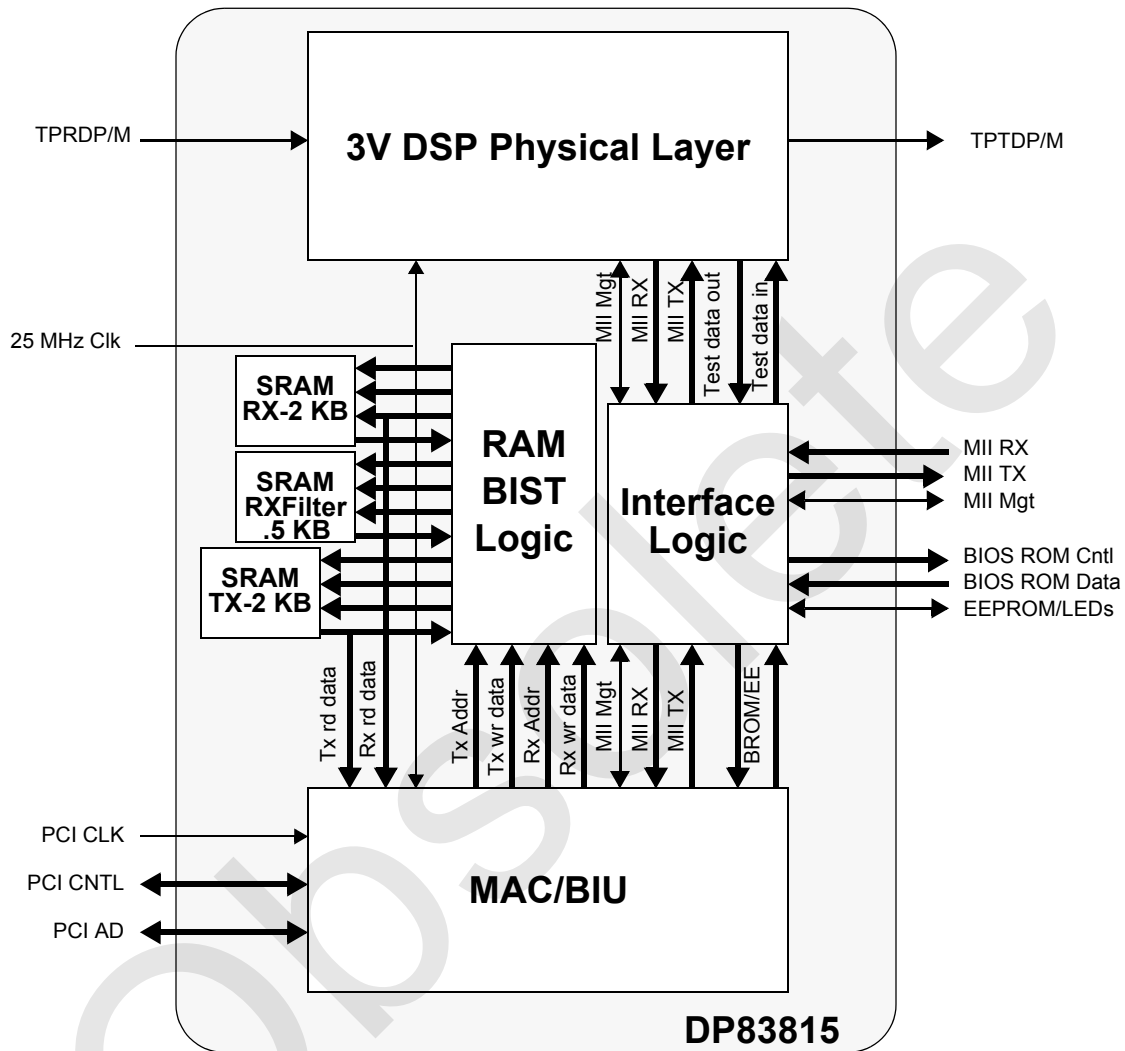 3V DSP Physical Layer
TPRDP/M
TPTDP/M
MII Mgt
MII RX
MII TX
Test data out
Test data in
25 MHz Clk
SRAM
RX-2 KB
SRAM
RXFilter
.5 KB
SRAM
TX-2 KB
RAM
BIST
Logic
Interface
Logic
MII RX
MII TX
MII Mgt
BIOS ROM Cntl
BIOS ROM Data
EEPROM/LEDs
Tx rd data
Rx rd data
Tx Addr
Tx wr data
Rx Addr
Rx wr data
MII Mgt
MII RX
MII TX
BROM/EE
PCI CLK
PCI CNTL
PCI AD
MAC/BIU
DP83815
Obsolete